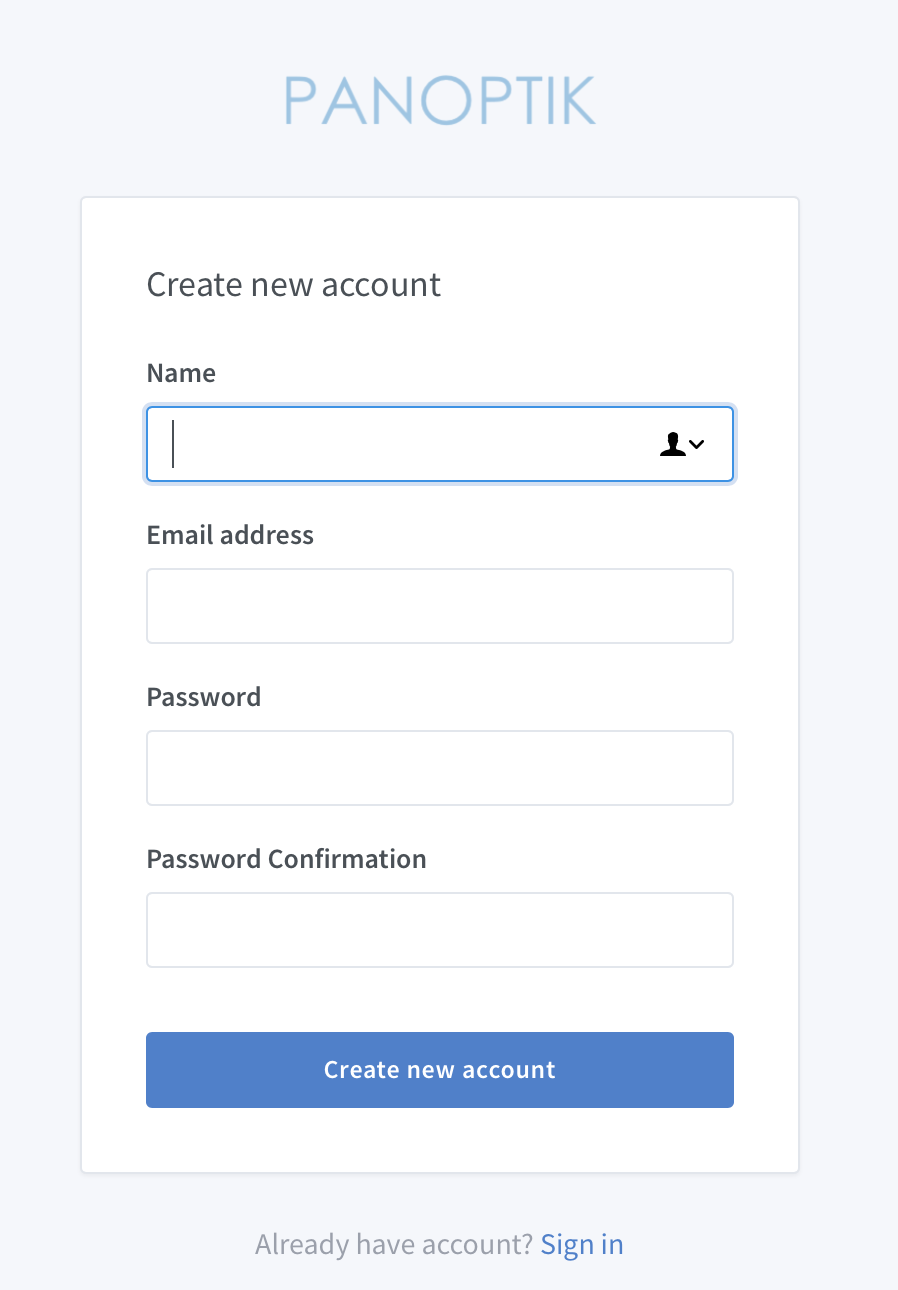 PANOPTIK
Create new account
Name
Email address
Password
Password Confirmation
Create new account
Already have account? Sign in